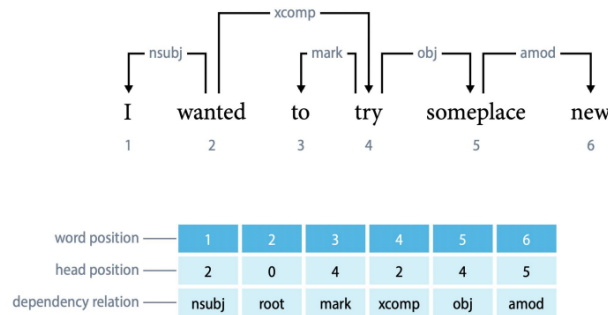 xcomp
nsubj mark obj amod
I wanted to try someplace new
1 2 3 4 5 6
word position 1 2 3 4 5 6
head position 2 0 4 2 4 5
dependency relation nsubj root mark xcomp obj amod